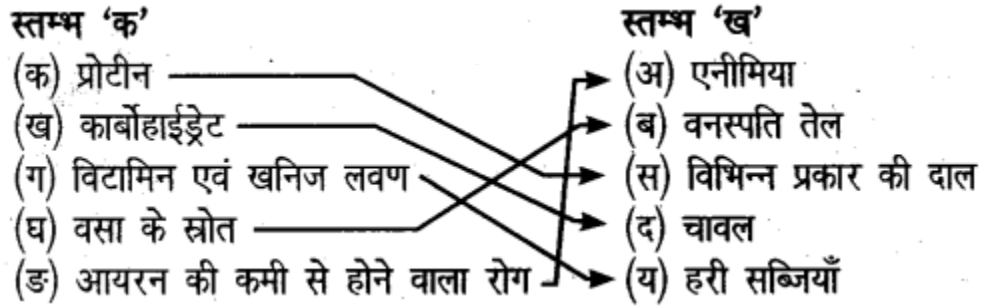 स्तम्भ ‘क’ स्तम्भ ‘ख’
(क) प्रोटीन (अ) एनीमिया
(ख) कार्बोहाईड्रेट (ब) वनस्पति तेल
(ग) विटामिन एवं खनिज लवण (स) विभिन्न प्रकार की दाल
(घ) वसा के स्रोत (द) चावल
(ङ) आयरन की कमी से होने वाला रोग (य) हरी सब्जियाँ